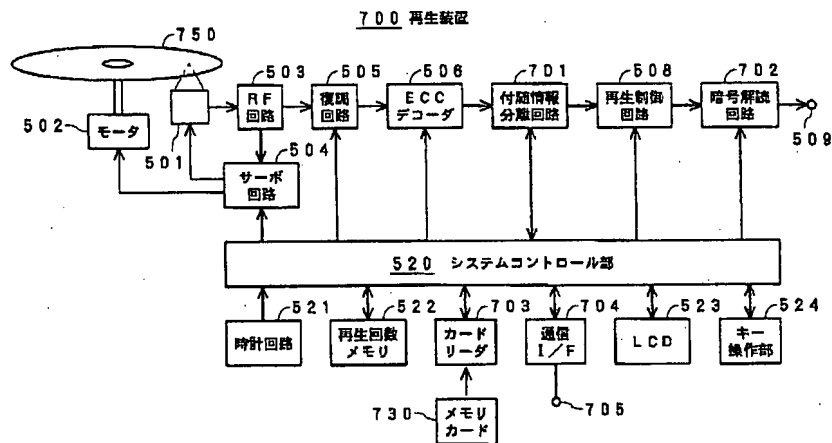 700 再生装置
750
503
505
506
701
508
702
RF
回路
復調
回路
ECC
デコーダ
付随情報
分離回路
再生制御
回路
暗号解読
回路
509
502
モータ
501
504
サーボ
回路
520 システムコントロール部
521
522
703
704
523
524
時計回路
再生回数
メモリ
カード
リーダ
通信
I/F
LCD
キー
操作部
730
メモリ
カード
705